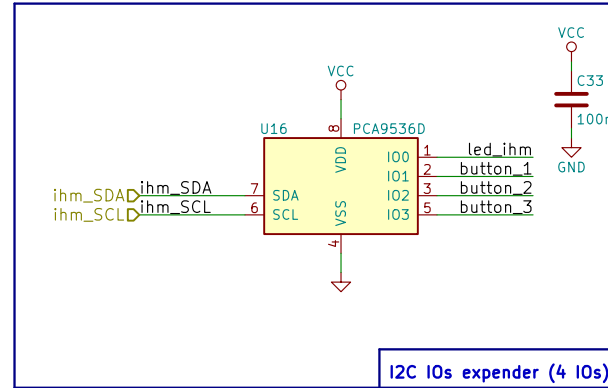 VCC
C33
100n
GND
VCC
U16
PCA9536D
8
VDD
IO0
1
led_ihm
IO1
2
button_1
ihm_SDA
ihm_SDA
7
SDA
IO2
3
button_2
ihm_SCL
ihm_SCL
6
SCL
VSS
IO3
5
button_3
4
I2C IOs expender (4 IOs)